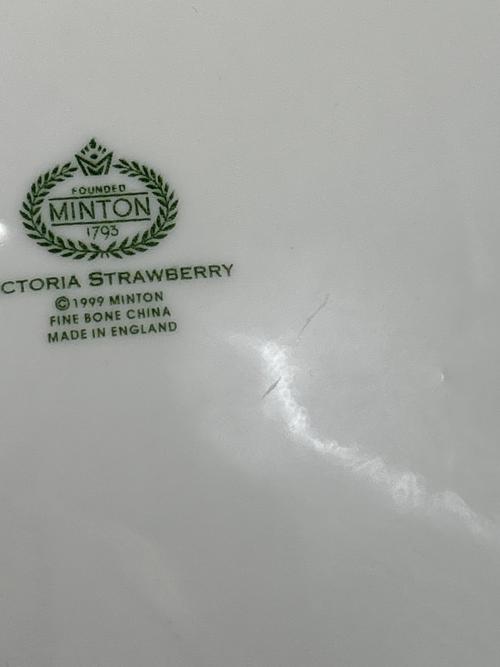 FOUNDED
MINTON
1793
CTORIA STRAWBERRY
©1999 MINTON
FINE BONE CHINA
MADE IN ENGLAND